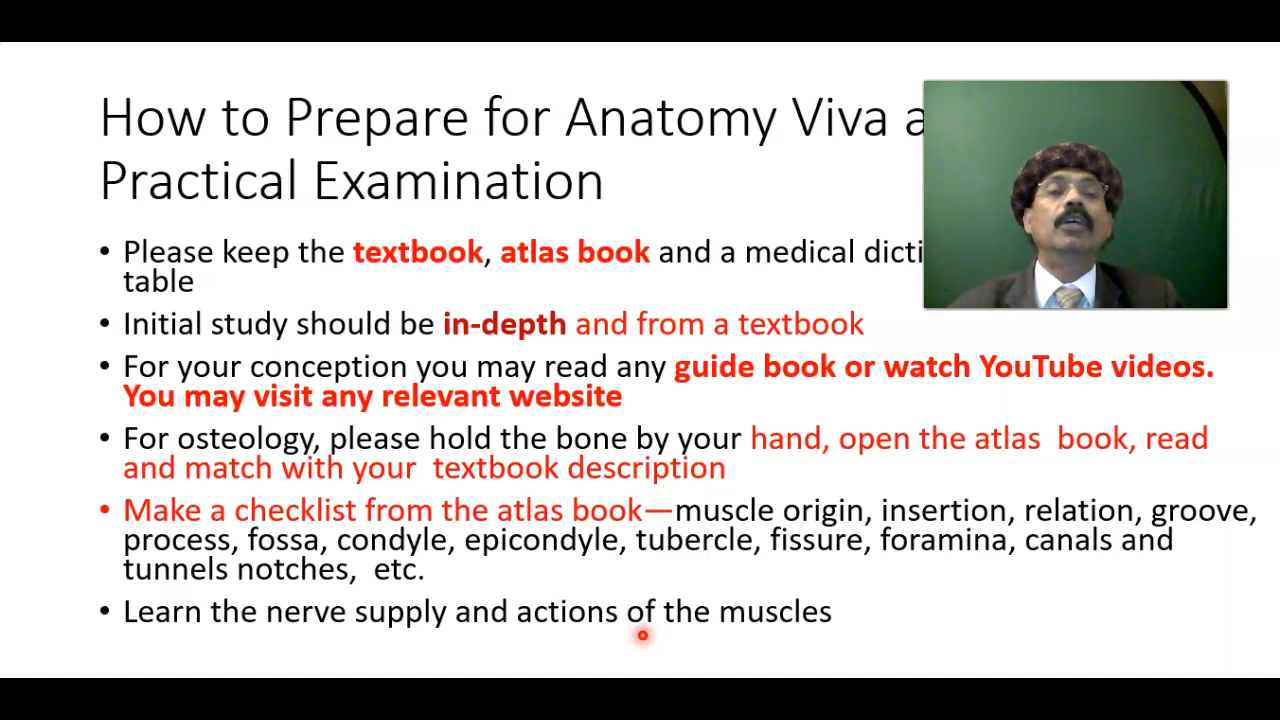 How to Prepare for Anatomy Viva
Practical Examination
• Please keep the textbook, atlas book and a medical
table
• Initial study should be in-depth and from a textbook
• For your conception you may read any guide book or watch YouTube videos.
You may visit any relevant website
• For osteology, please hold the bone by your hand, open the atlas book, read
and match with your textbook description
• Make a checklist from the atlas book—muscle origin, insertion, relation, groove,
process, fossa, condyle, epicondyle, tubercle, fissure, foramina, canals and
tunnels notches, etc.
• Learn the nerve supply and actions of the muscles